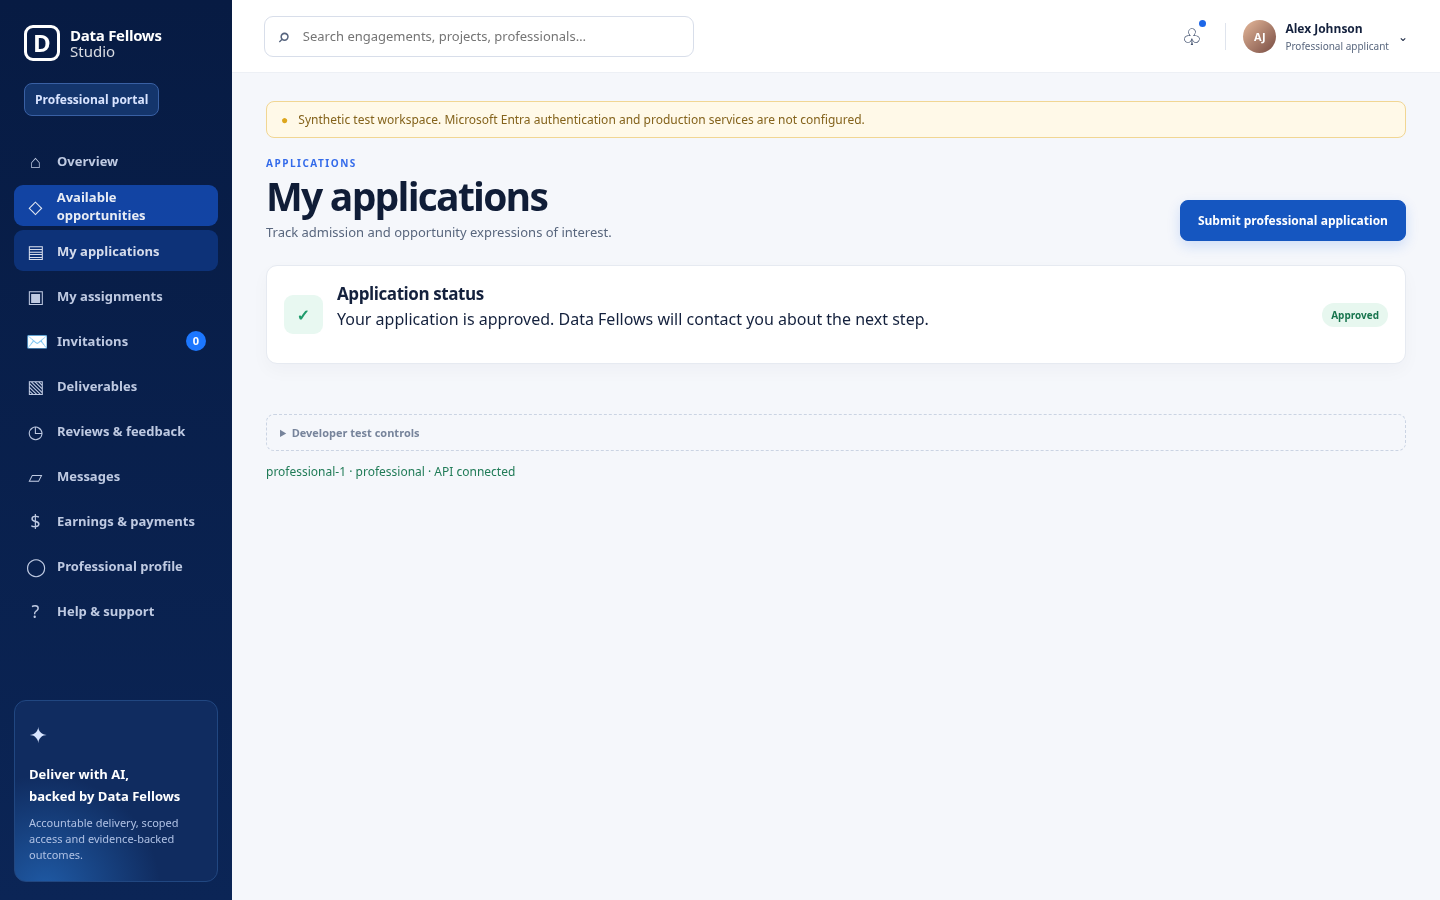 D
Data Fellows
Studio
Professional portal
Overview
Available
opportunities
My applications
My assignments
Invitations 0
Deliverables
Reviews & feedback
Messages
$ Earnings & payments
Professional profile
? Help & support
Deliver with AI,
backed by Data Fellows
Accountable delivery, scoped
access and evidence-backed
outcomes.
Search engagements, projects, professionals...
AJ
Alex Johnson
Professional applicant
Synthetic test workspace. Microsoft Entra authentication and production services are not configured.
APPLICATIONS
My applications
Track admission and opportunity expressions of interest.
Submit professional application
Application status
Your application is approved. Data Fellows will contact you about the next step.
Approved
Developer test controls
professional-1 · professional · API connected